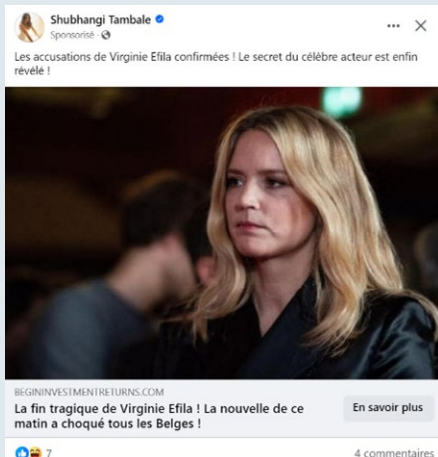 Shubhangi Tambale
Sponsorisé ·
Les accusations de Virginie Efila confirmées ! Le secret du célèbre acteur est enfin
révélé !
BEGININVESTMENTRETURNS.COM
La fin tragique de Virginie Efila ! La nouvelle de ce
matin a choqué tous les Belges !
En savoir plus
7
4 commentaires